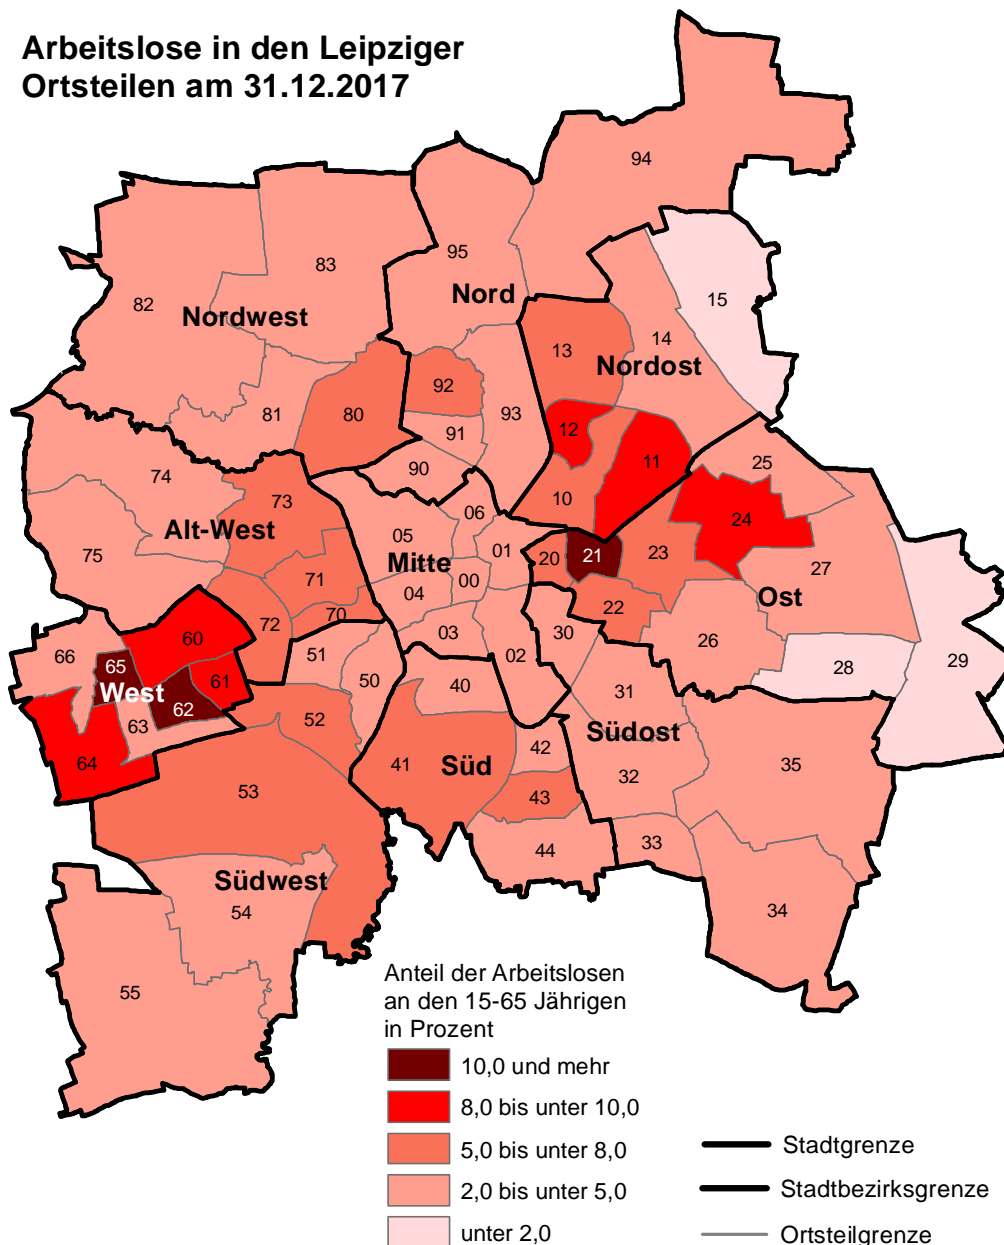 Arbeitslose in den Leipziger
Ortsteilen am 31.12.2017
94
95
83
82
15
Nord
Nordwest
14
13
Nordost
92
93
80
81
91
12
11
90
25
74
73
06
10
24
Alt-West
05
01
75
Mitte
20
21
23
27
71
00
04
Ost
70
22
72
60
03
30
26
51
02
66
65
28
29
61
50
40
31
West
62
63
52
Südost
42
64
41
Süd
35
32
53
43
33
44
Südwest
54
34
55
Anteil der Arbeitslosen
an den 15-65 Jährigen
in Prozent
10,0 und mehr
8,0 bis unter 10,0
5,0 bis unter 8,0
2,0 bis unter 5,0
unter 2,0
Stadtgrenze
Stadtbezirksgrenze
Ortsteilgrenze